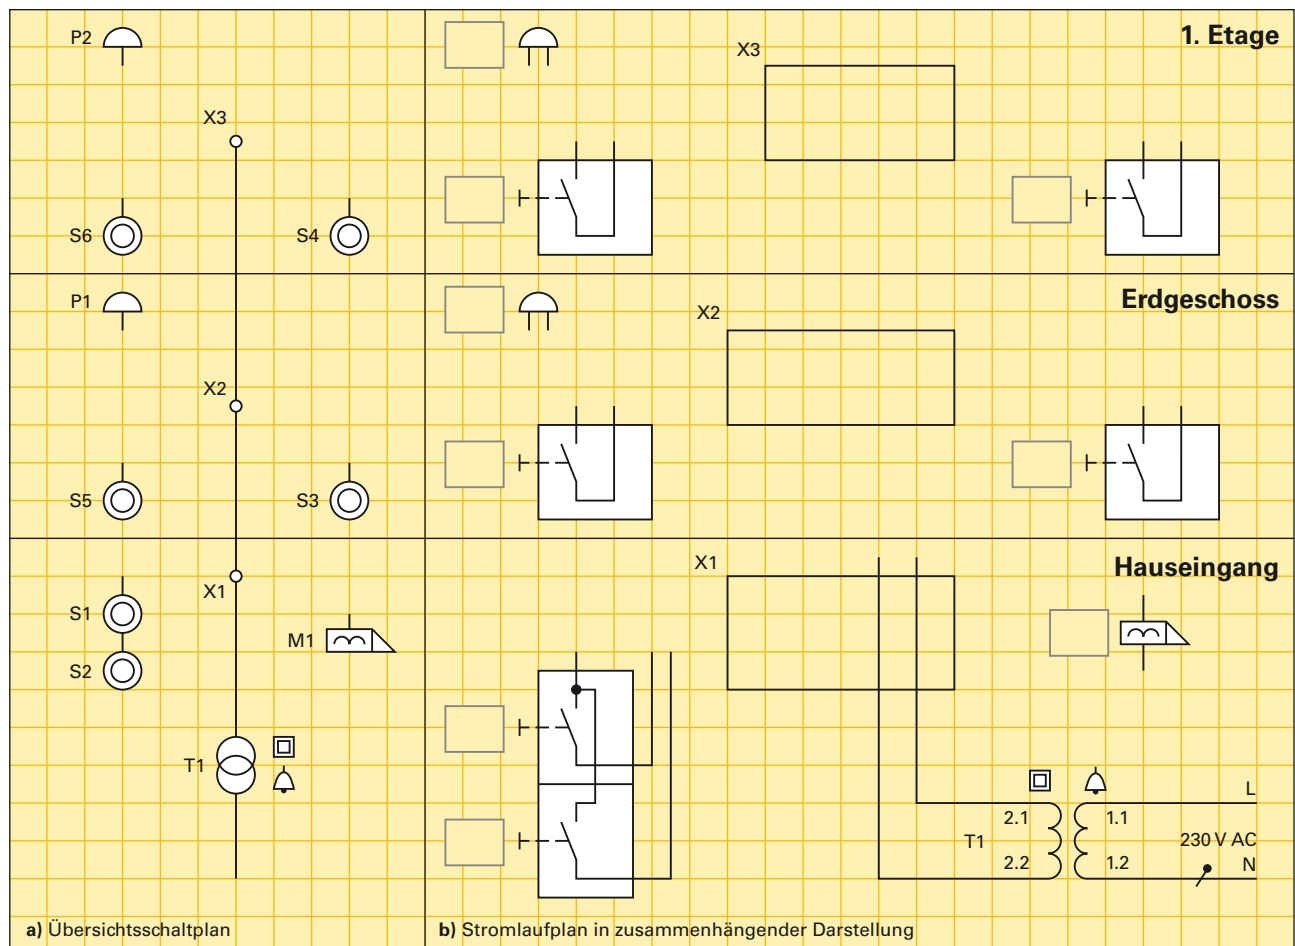 P2
X3
S6
S4
P1
X2
S5
S3
X1
S1
S2
M1
T1
a) Übersichtsschaltplan
1. Etage
X3
Erdgeschoss
X2
Hauseingang
X1
T1
2.1
2.2
1.1
1.2
L
230 V AC
N
b) Stromlaufplan in zusammenhängender Darstellung